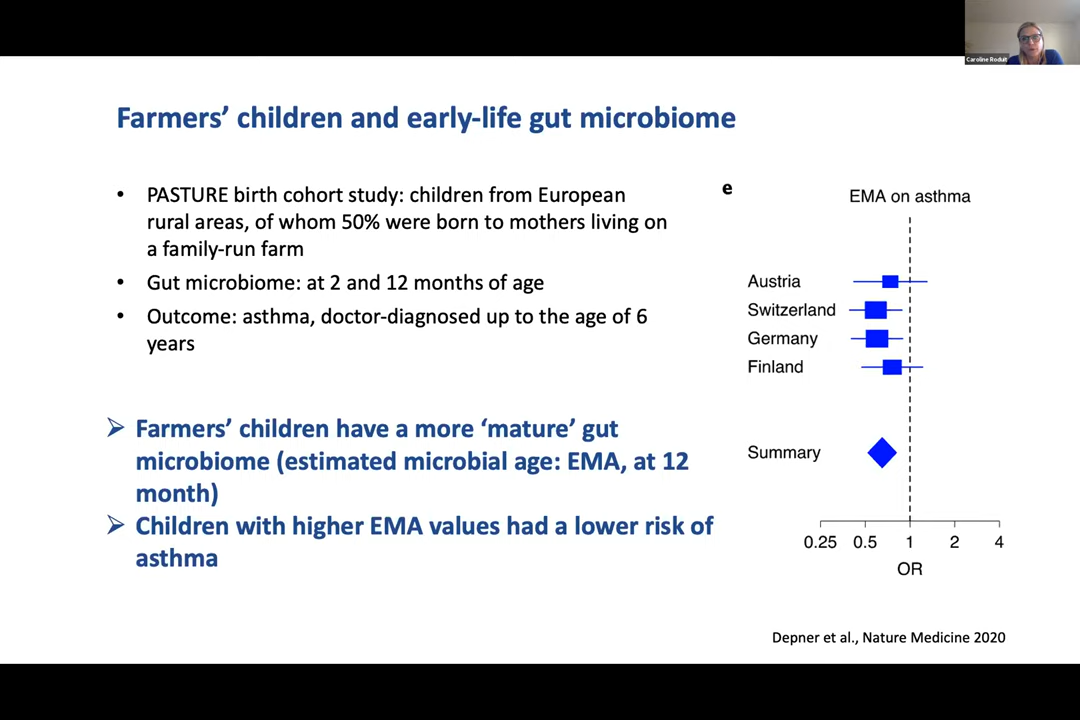 Caroline Roduit
Farmers’ children and early-life gut microbiome
• PASTURE birth cohort study: children from European
rural areas, of whom 50% were born to mothers living on
a family-run farm
• Gut microbiome: at 2 and 12 months of age
• Outcome: asthma, doctor-diagnosed up to the age of 6
years
➢ Farmers’ children have a more ‘mature’ gut
microbiome (estimated microbial age: EMA, at 12
month)
➢ Children with higher EMA values had a lower risk of
asthma
e
EMA on asthma
Austria
Switzerland
Germany
Finland
Summary
0.25 0.5 1 2 4
OR
Depner et al., Nature Medicine 2020